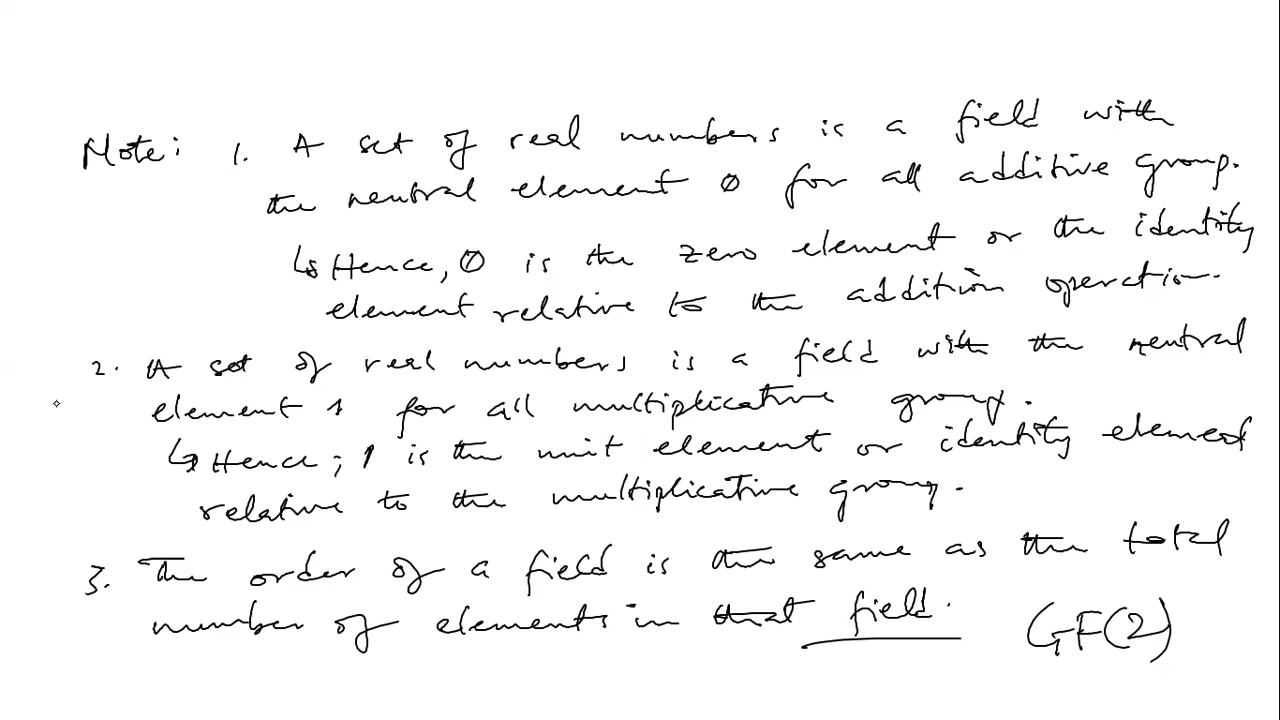 Note: 1. A set of real numbers is a field with
the neutral element 0 for all additive group.
↳ Hence, 0 is the zero element or the identity
element relative to the addition operation.
2. A set of real numbers is a field with the neutral
element 1 for all multiplicative group.
↳ Hence; 1 is the unit element or identity element
relative to the multiplicative group.
3. The order of a field is the same as the total
number of elements in that field. GF(2)